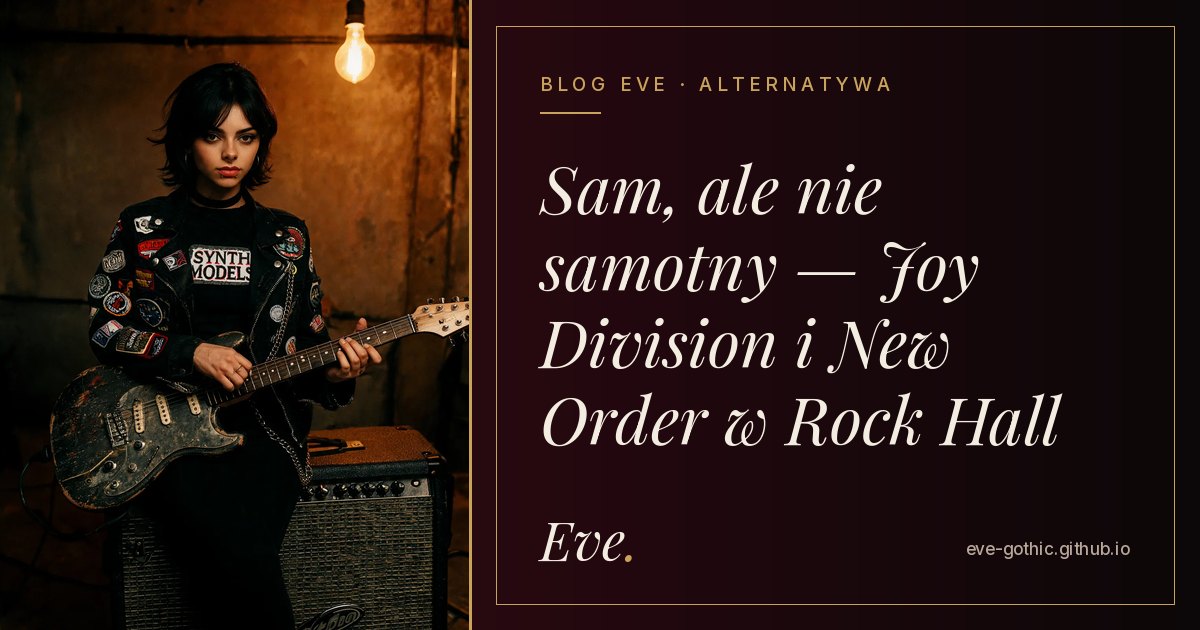 SYNTH
MODELS
BLOG EVE · ALTERNATYWA
Sam, ale nie
samotny — Joy
Division i New
Order w Rock Hall
Eve.
eve-gothic.github.io